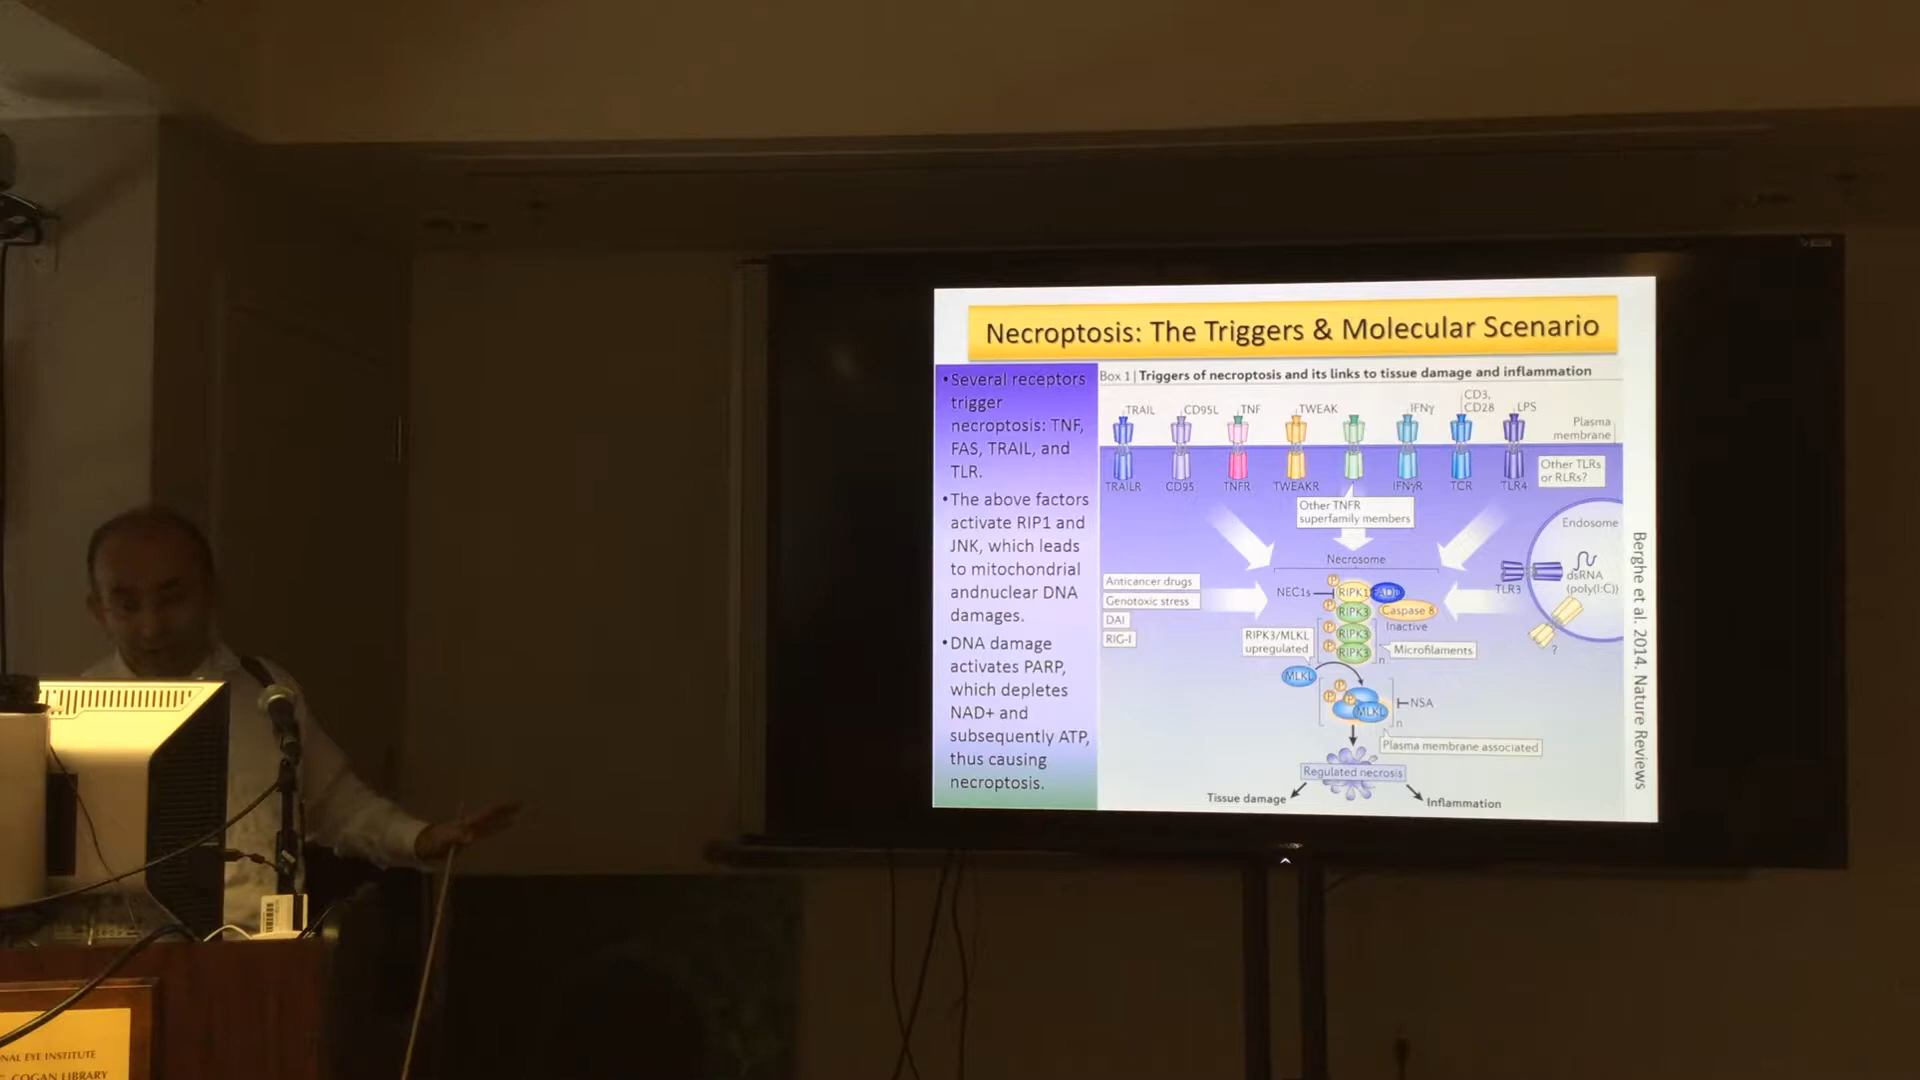 Necroptosis: The Triggers & Molecular Scenario
•Several receptors
trigger
necroptosis: TNF,
FAS, TRAIL, and
TLR.
•The above factors
activate RIP1 and
JNK, which leads
to mitochondrial
andnuclear DNA
damages.
•DNA damage
activates PARP,
which depletes
NAD+ and
subsequently ATP,
thus causing
necroptosis.
Box 1 | Triggers of necroptosis and its links to tissue damage and inflammation
TRAIL
CD95L
TNF
TWEAK
IFNγ
CD3,
CD28
LPS
Plasma
membrane
TRAILR
CD95
TNFR
TWEAKR
IFNγR
TCR
TLR4
Other TLRs
or RLRs?
Other TNFR
superfamily members
Endosome
Necrosome
TLR3
dsRNA
(poly(I:C))
?
Anticancer drugs
Genotoxic stress
DAI
RIG-I
NEC1s
P
RIPK1
FADD
P
RIPK3
Caspase 8
Inactive
P
RIPK3
P
RIPK3
n
RIPK3/MLKL
upregulated
Microfilaments
MLKL
P
P
P
MLKL
n
NSA
Plasma membrane associated
Regulated necrosis
Tissue damage
Inflammation
Berghe et al. 2014. Nature Reviews
NAL EYE INSTITUTE
COGAN LIBRARY